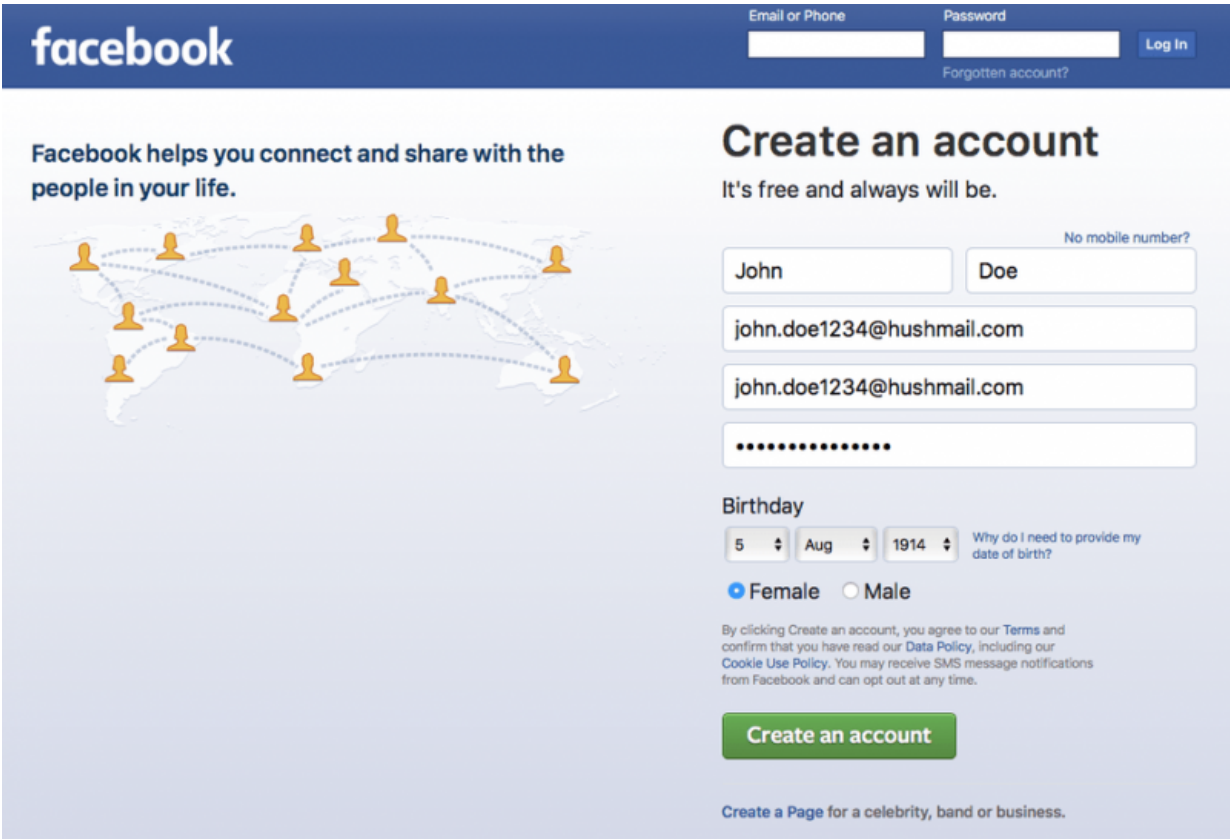 facebook
Email or Phone
Password
Log In
Forgotten account?
Facebook helps you connect and share with the
people in your life.
Create an account
It's free and always will be.
No mobile number?
John
Doe
john.doe1234@hushmail.com
john.doe1234@hushmail.com
•••••••••••••••
Birthday
5
Aug
1914
Why do I need to provide my
date of birth?
Female
Male
By clicking Create an account, you agree to our Terms and
confirm that you have read our Data Policy, including our
Cookie Use Policy. You may receive SMS message notifications
from Facebook and can opt out at any time.
Create an account
Create a Page for a celebrity, band or business.